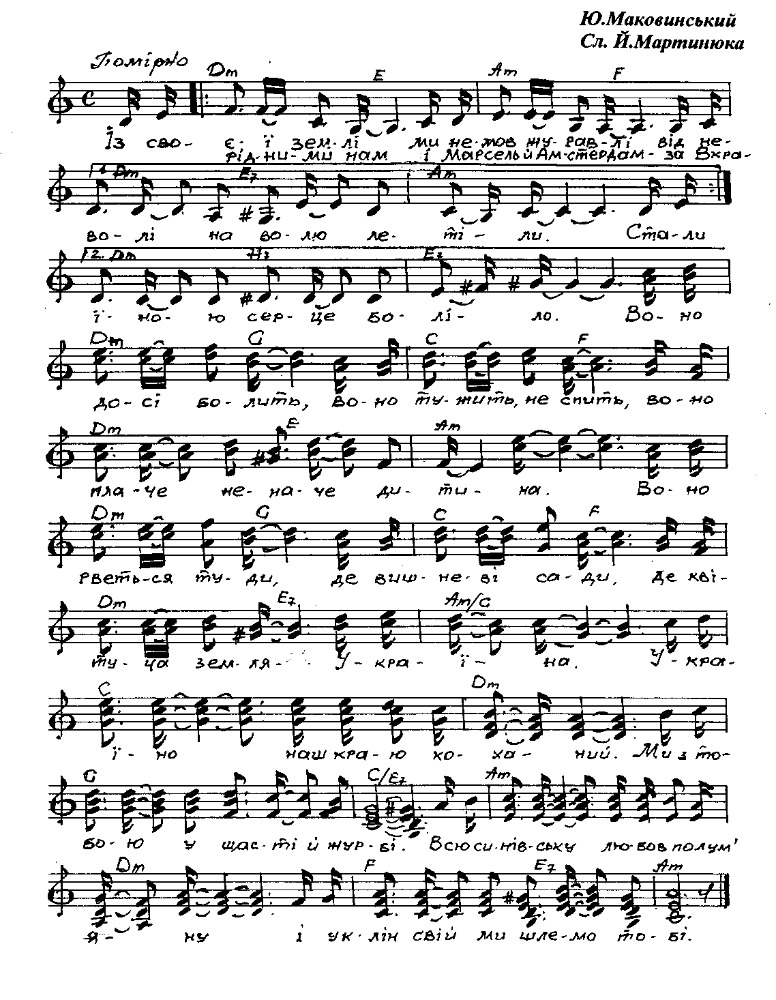 Ю.Маковинський
Сл. Й.Мартинюка
Помірно
Dm E Am F
Із сво- є- ї зем-лі ми не-мов жу-рав-лі від не-
рід-ни-ми нам і Марсель й Ам-стердам- за Вкра-
1. Dm E7 Am
во-лі на во-лю ле-ті-ли. Ста-ли
2. Dm H7 E7
ї-но-ю сер-це бо-лі-ло. Во-но
Dm G C F
до-сі бо-лить, во-но ту-жить, не спить, во-но
Dm E Am
пла-че не-на-че ди-ти-на. Во-но
Dm G C F
рветь-ся ту-ди, де виш-не-ві са-ди, де кві-
Dm E7 Am/G
ту-ча зем-ля- У-кра-ї-на. У-кра-
C Dm
ї-но наш кра-ю ко-ха-ний. Ми з то-
G C/E7 Am
бо-ю у щас-ті й жур-бі. Всю си-нів-ську лю-бов полум'
Dm F E7 Am
я-ну і ук-лін свій ми шле-мо то-бі.